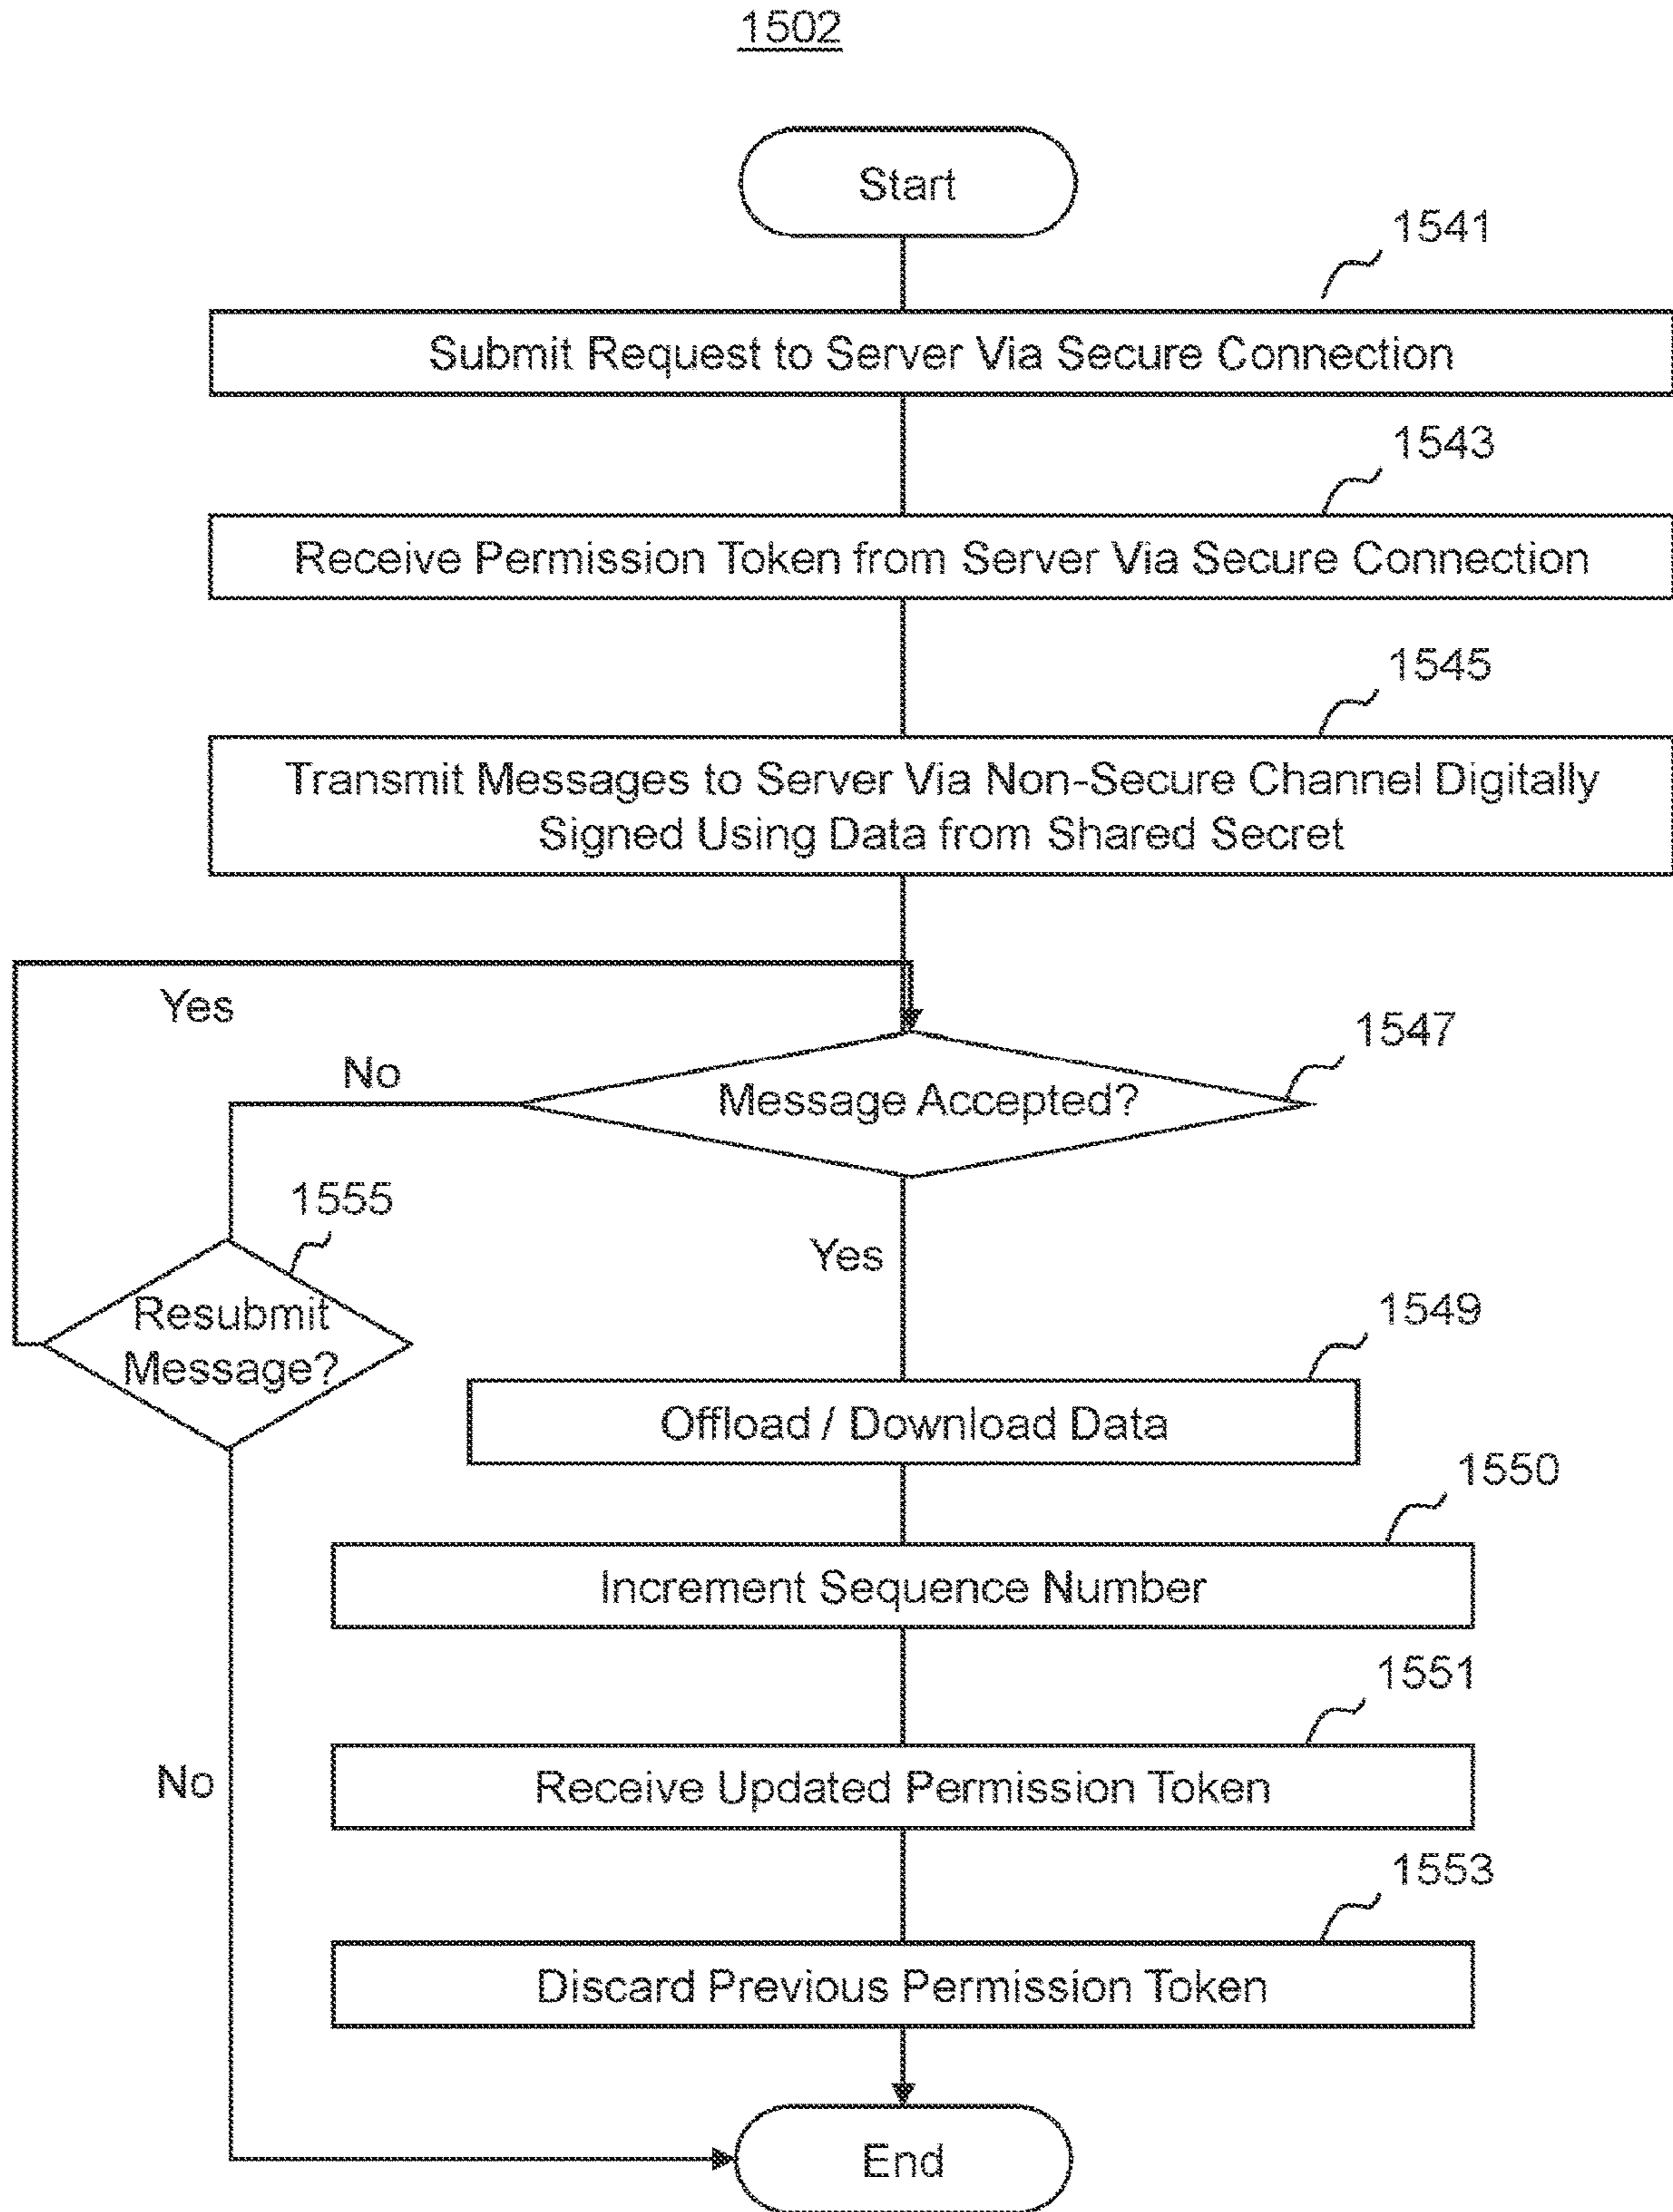 1502
Start
1541
Submit Request to Server Via Secure Connection
1543
Receive Permission Token from Server Via Secure Connection
1545
Transmit Messages to Server Via Non-Secure Channel Digitally
Signed Using Data from Shared Secret
Yes
No
Message Accepted?
1547
1555
Resubmit
Message?
Yes
1549
Offload / Download Data
1550
Increment Sequence Number
1551
Receive Updated Permission Token
No
1553
Discard Previous Permission Token
End